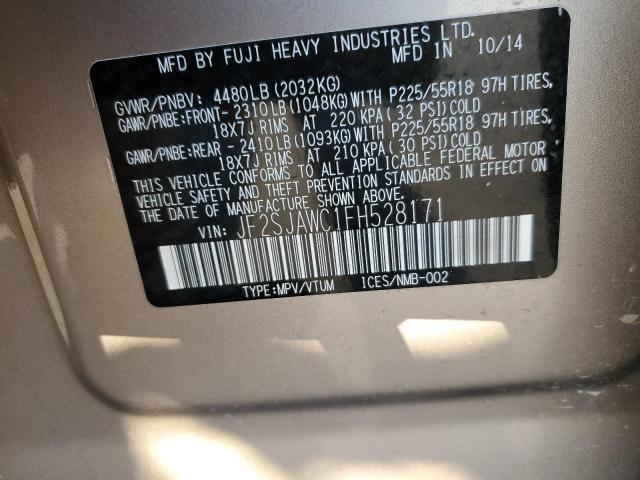 MFD BY FUJI HEAVY INDUSTRIES LTD.
MFD IN 10/14
GVWR/PNBV: 4480LB (2032KG)
GAWR/PNBE:FRONT- 2310LB(1048KG)WITH P225/55R18 97H TIRES,
18X7J RIMS AT 220 KPA(32 PSI)COLD
GAWR/PNBE:REAR - 2410LB(1093KG)WITH P225/55R18 97H TIRES,
18X7J RIMS AT 210 KPA(30 PSI)COLD
THIS VEHICLE CONFORMS TO ALL APPLICABLE FEDERAL MOTOR
VEHICLE SAFETY AND THEFT PREVENTION STANDARDS IN EFFECT ON
THE DATE OF MANUFACTURE SHOWN ABOVE.
VIN: JF2SJAWC1FH528171
TYPE:MPV/VTUM ICES/NMB-002